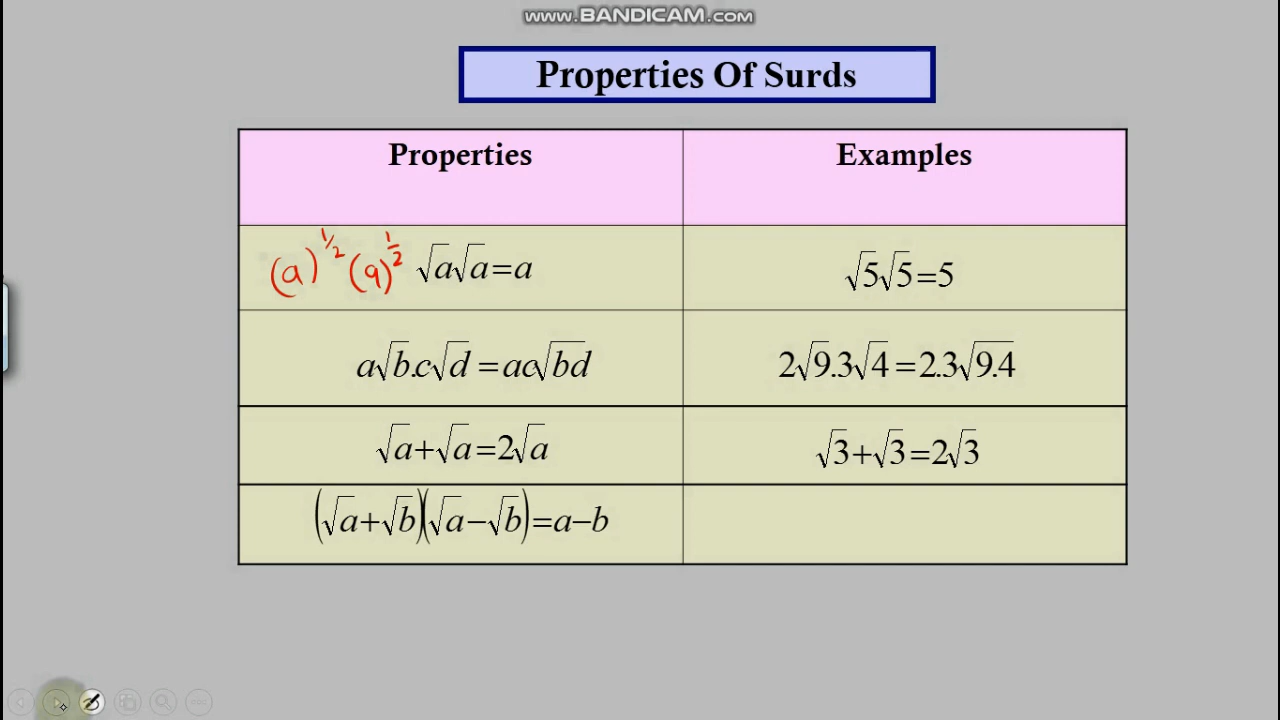 www.BANDICAM.com
Properties Of Surds
Properties Examples
(a)^{1/2} (a)^{1/2} √a√a=a √5√5=5
a√b.c√d=ac√bd 2√9.3√4=2.3√9.4
√a+√a=2√a √3+√3=2√3
(√a+√b)(√a−√b)=a−b